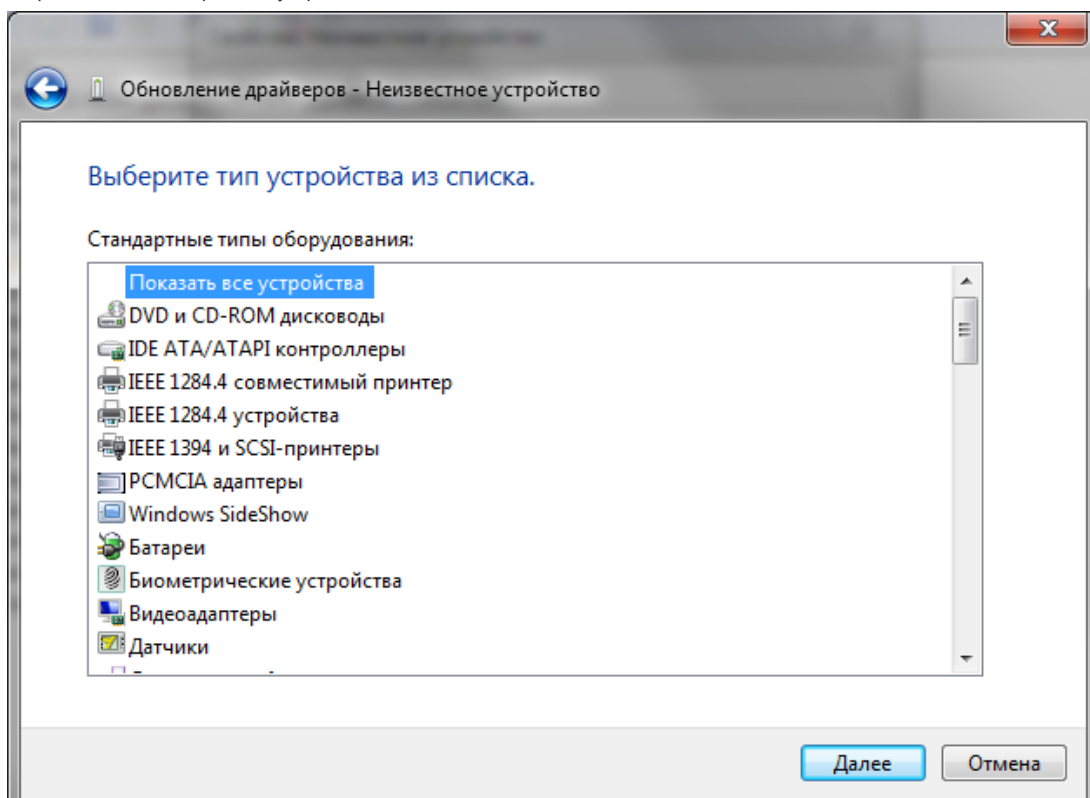 Обновление драйверов - Неизвестное устройство
Выберите тип устройства из списка.
Стандартные типы оборудования:
Показать все устройства
DVD и CD-ROM дисководы
IDE ATA/ATAPI контроллеры
IEEE 1284.4 совместимый принтер
IEEE 1284.4 устройства
IEEE 1394 и SCSI-принтеры
PCMCIA адаптеры
Windows SideShow
Батареи
Биометрические устройства
Видеоадаптеры
Датчики
Далее
Отмена